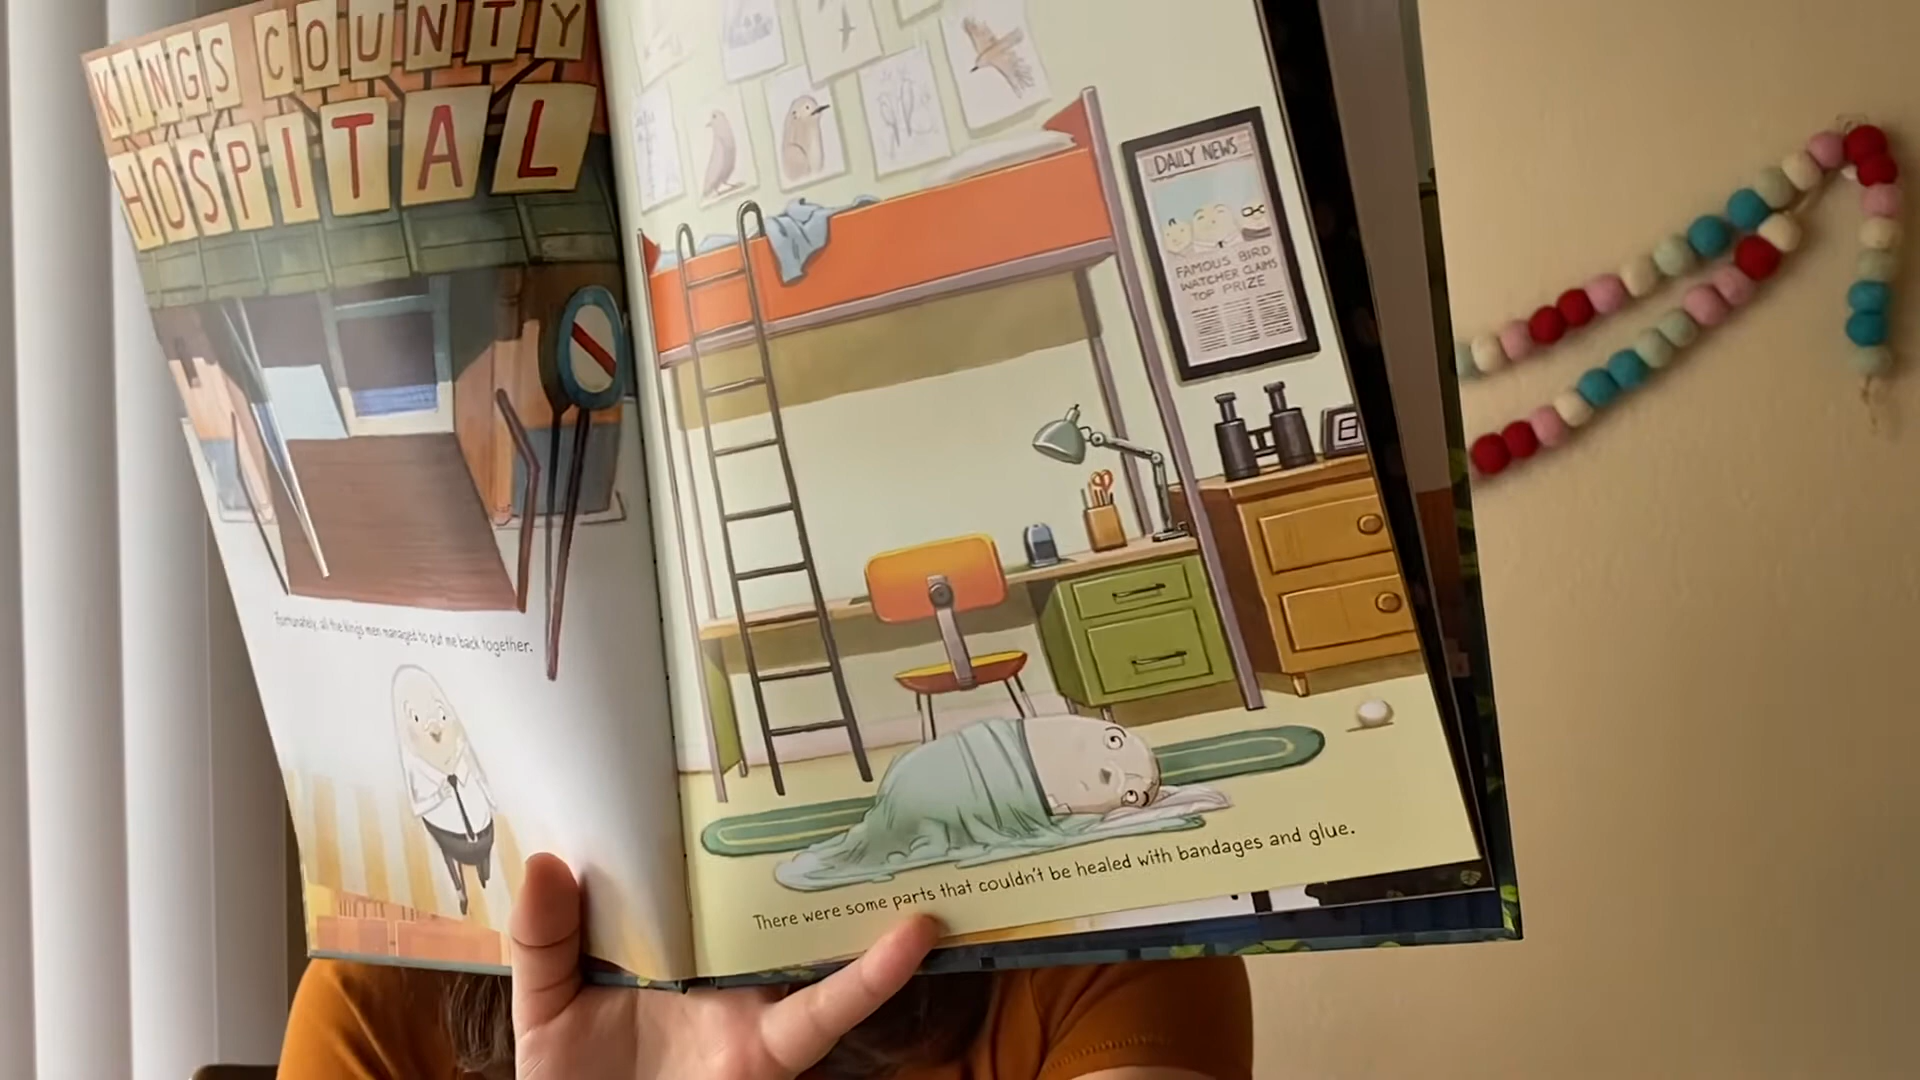 KINGS COUNTY
HOSPITAL
Fortunately, all the king's men managed to put me back together.
DAILY NEWS
FAMOUS BIRD
WATCHER CLAIMS
TOP PRIZE
There were some parts that couldn't be healed with bandages and glue.